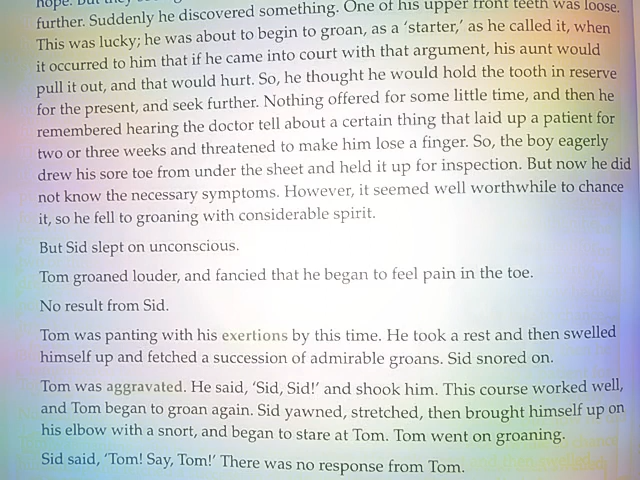 hope. But they
further. Suddenly he discovered something. One of his upper front teeth was loose.
This was lucky; he was about to begin to groan, as a ‘starter,’ as he called it, when
it occurred to him that if he came into court with that argument, his aunt would
pull it out, and that would hurt. So, he thought he would hold the tooth in reserve
for the present, and seek further. Nothing offered for some little time, and then he
remembered hearing the doctor tell about a certain thing that laid up a patient for
two or three weeks and threatened to make him lose a finger. So, the boy eagerly
drew his sore toe from under the sheet and held it up for inspection. But now he did
not know the necessary symptoms. However, it seemed well worthwhile to chance
it, so he fell to groaning with considerable spirit.
But Sid slept on unconscious.
Tom groaned louder, and fancied that he began to feel pain in the toe.
No result from Sid.
Tom was panting with his exertions by this time. He took a rest and then swelled
himself up and fetched a succession of admirable groans. Sid snored on.
Tom was aggravated. He said, ‘Sid, Sid!’ and shook him. This course worked well,
and Tom began to groan again. Sid yawned, stretched, then brought himself up on
his elbow with a snort, and began to stare at Tom. Tom went on groaning.
Sid said, ‘Tom! Say, Tom!’ There was no response from Tom.